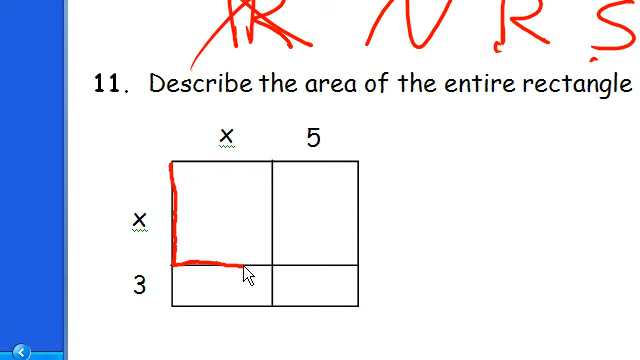 R N R S
11. Describe the area of the entire rectangle
x 5
x
3